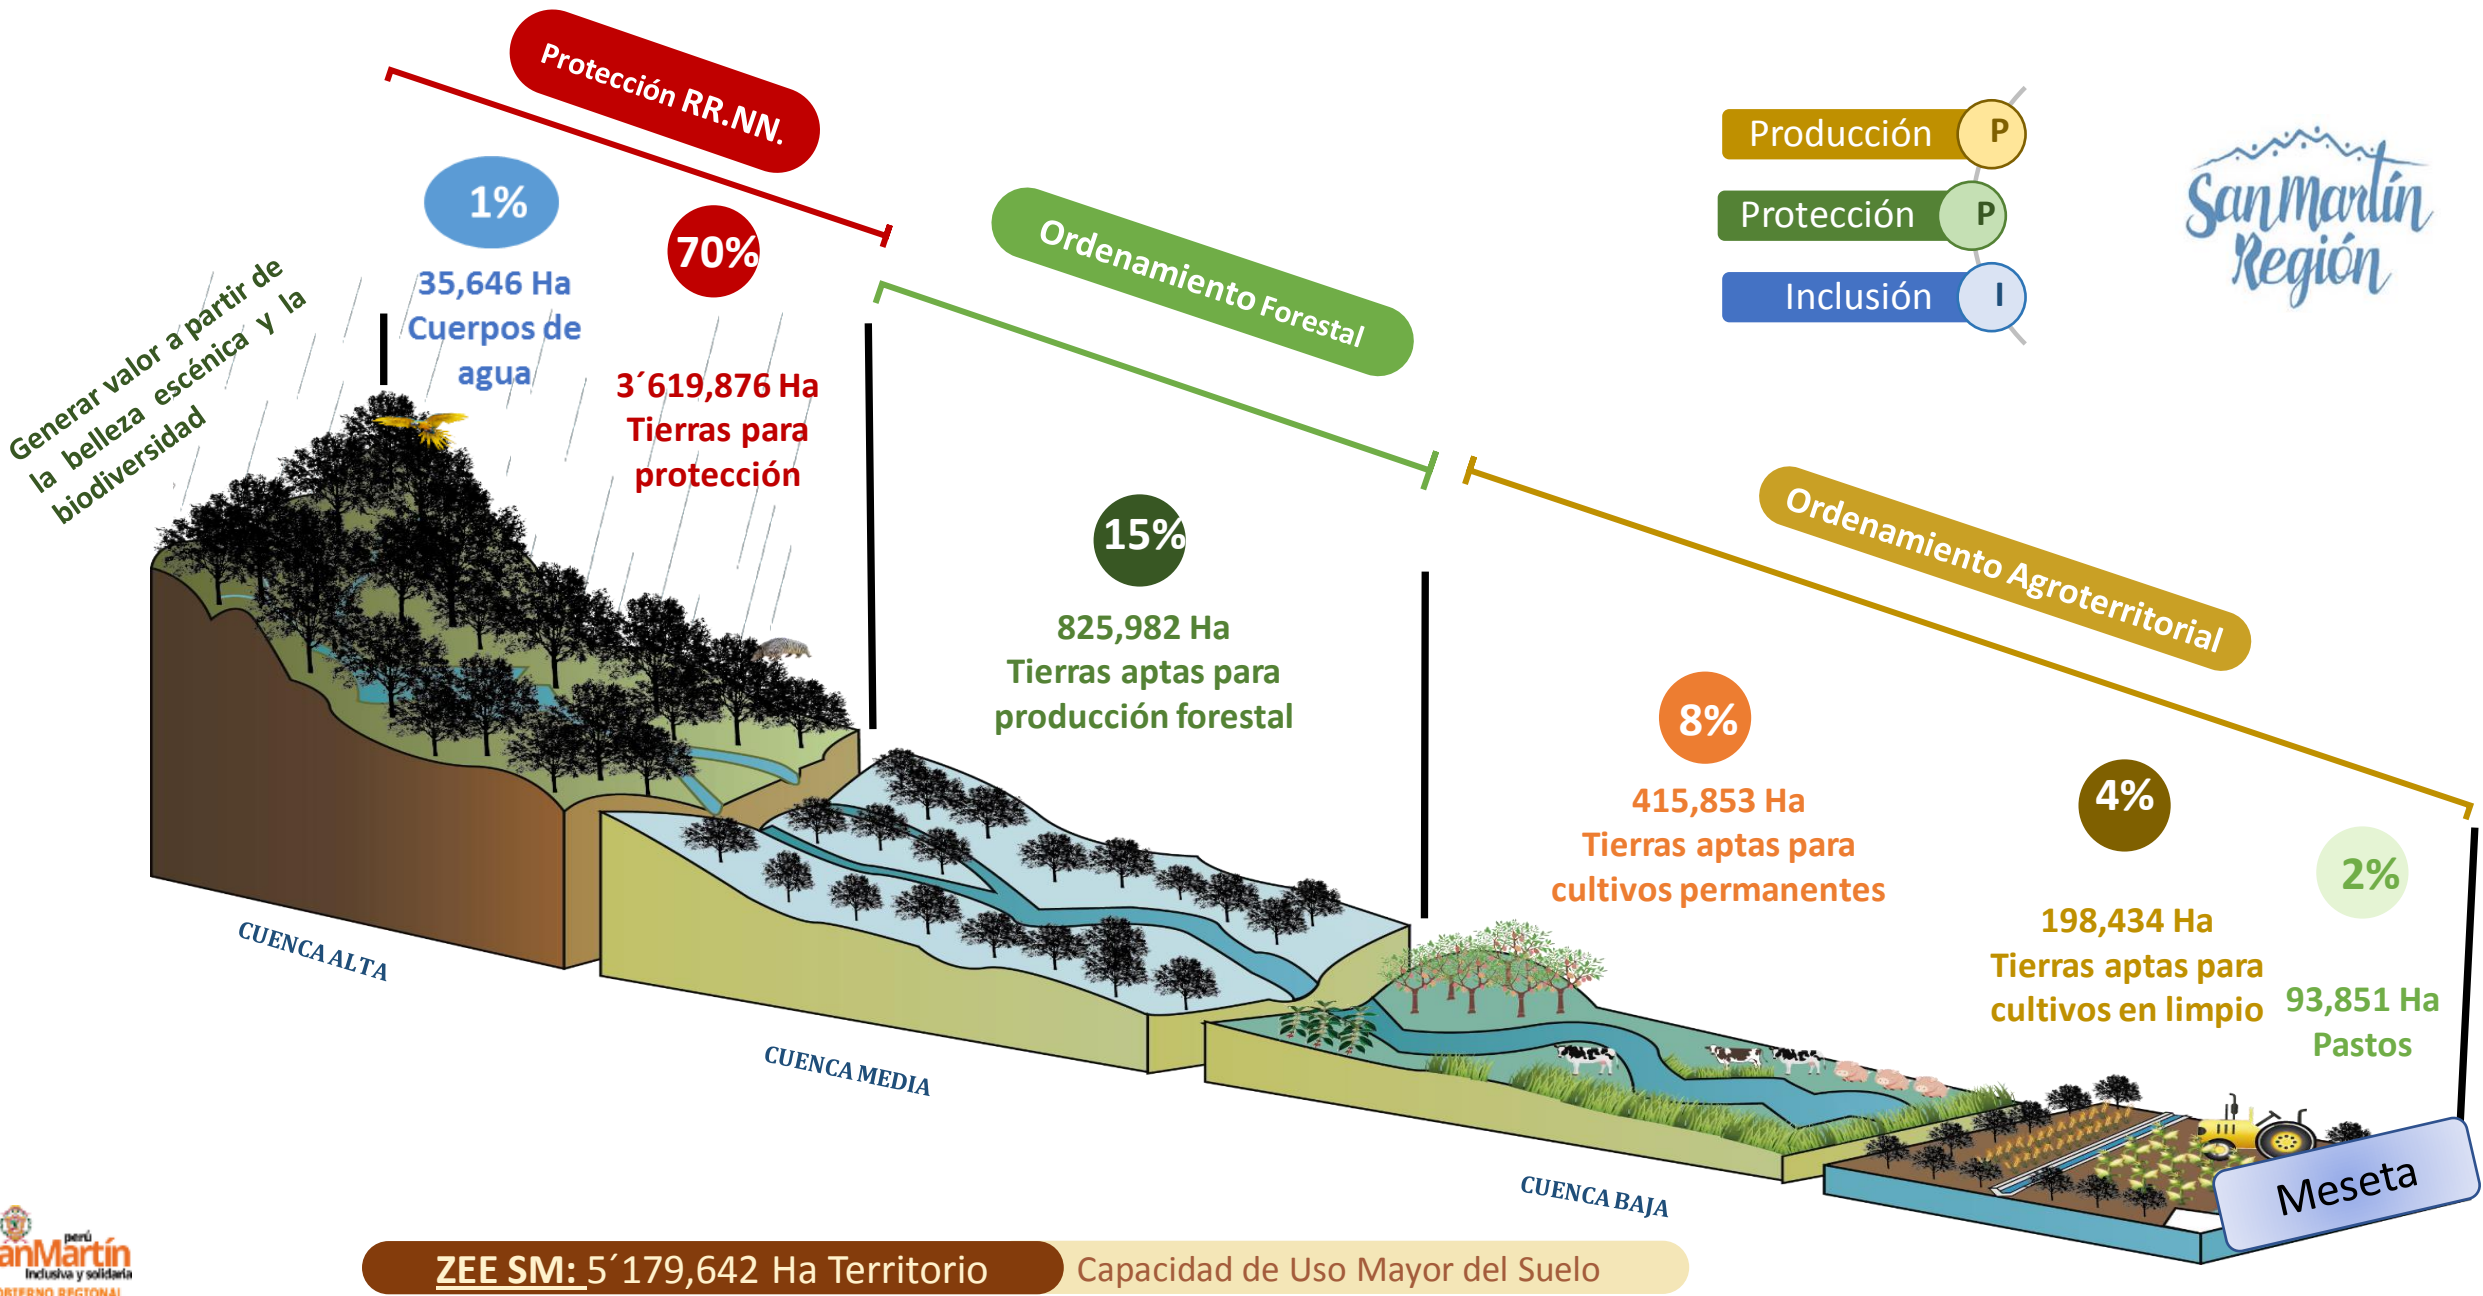 Protección RR.NN.
Producción P
Protección P
Inclusión I
San Martín
Región
1%
35,646 Ha
Cuerpos de
agua
70%
3´619,876 Ha
Tierras para
protección
Generar valor a partir de
la belleza escénica y la
biodiversidad
Ordenamiento Forestal
15%
825,982 Ha
Tierras aptas para
producción forestal
Ordenamiento Agroterritorial
8%
415,853 Ha
Tierras aptas para
cultivos permanentes
4%
198,434 Ha
Tierras aptas para
cultivos en limpio
2%
93,851 Ha
Pastos
CUENCA ALTA
CUENCA MEDIA
CUENCA BAJA
Meseta
perú
anMartín
Inclusiva y solidaria
OBIERNO REGIONAL
ZEE SM: 5´179,642 Ha Territorio
Capacidad de Uso Mayor del Suelo